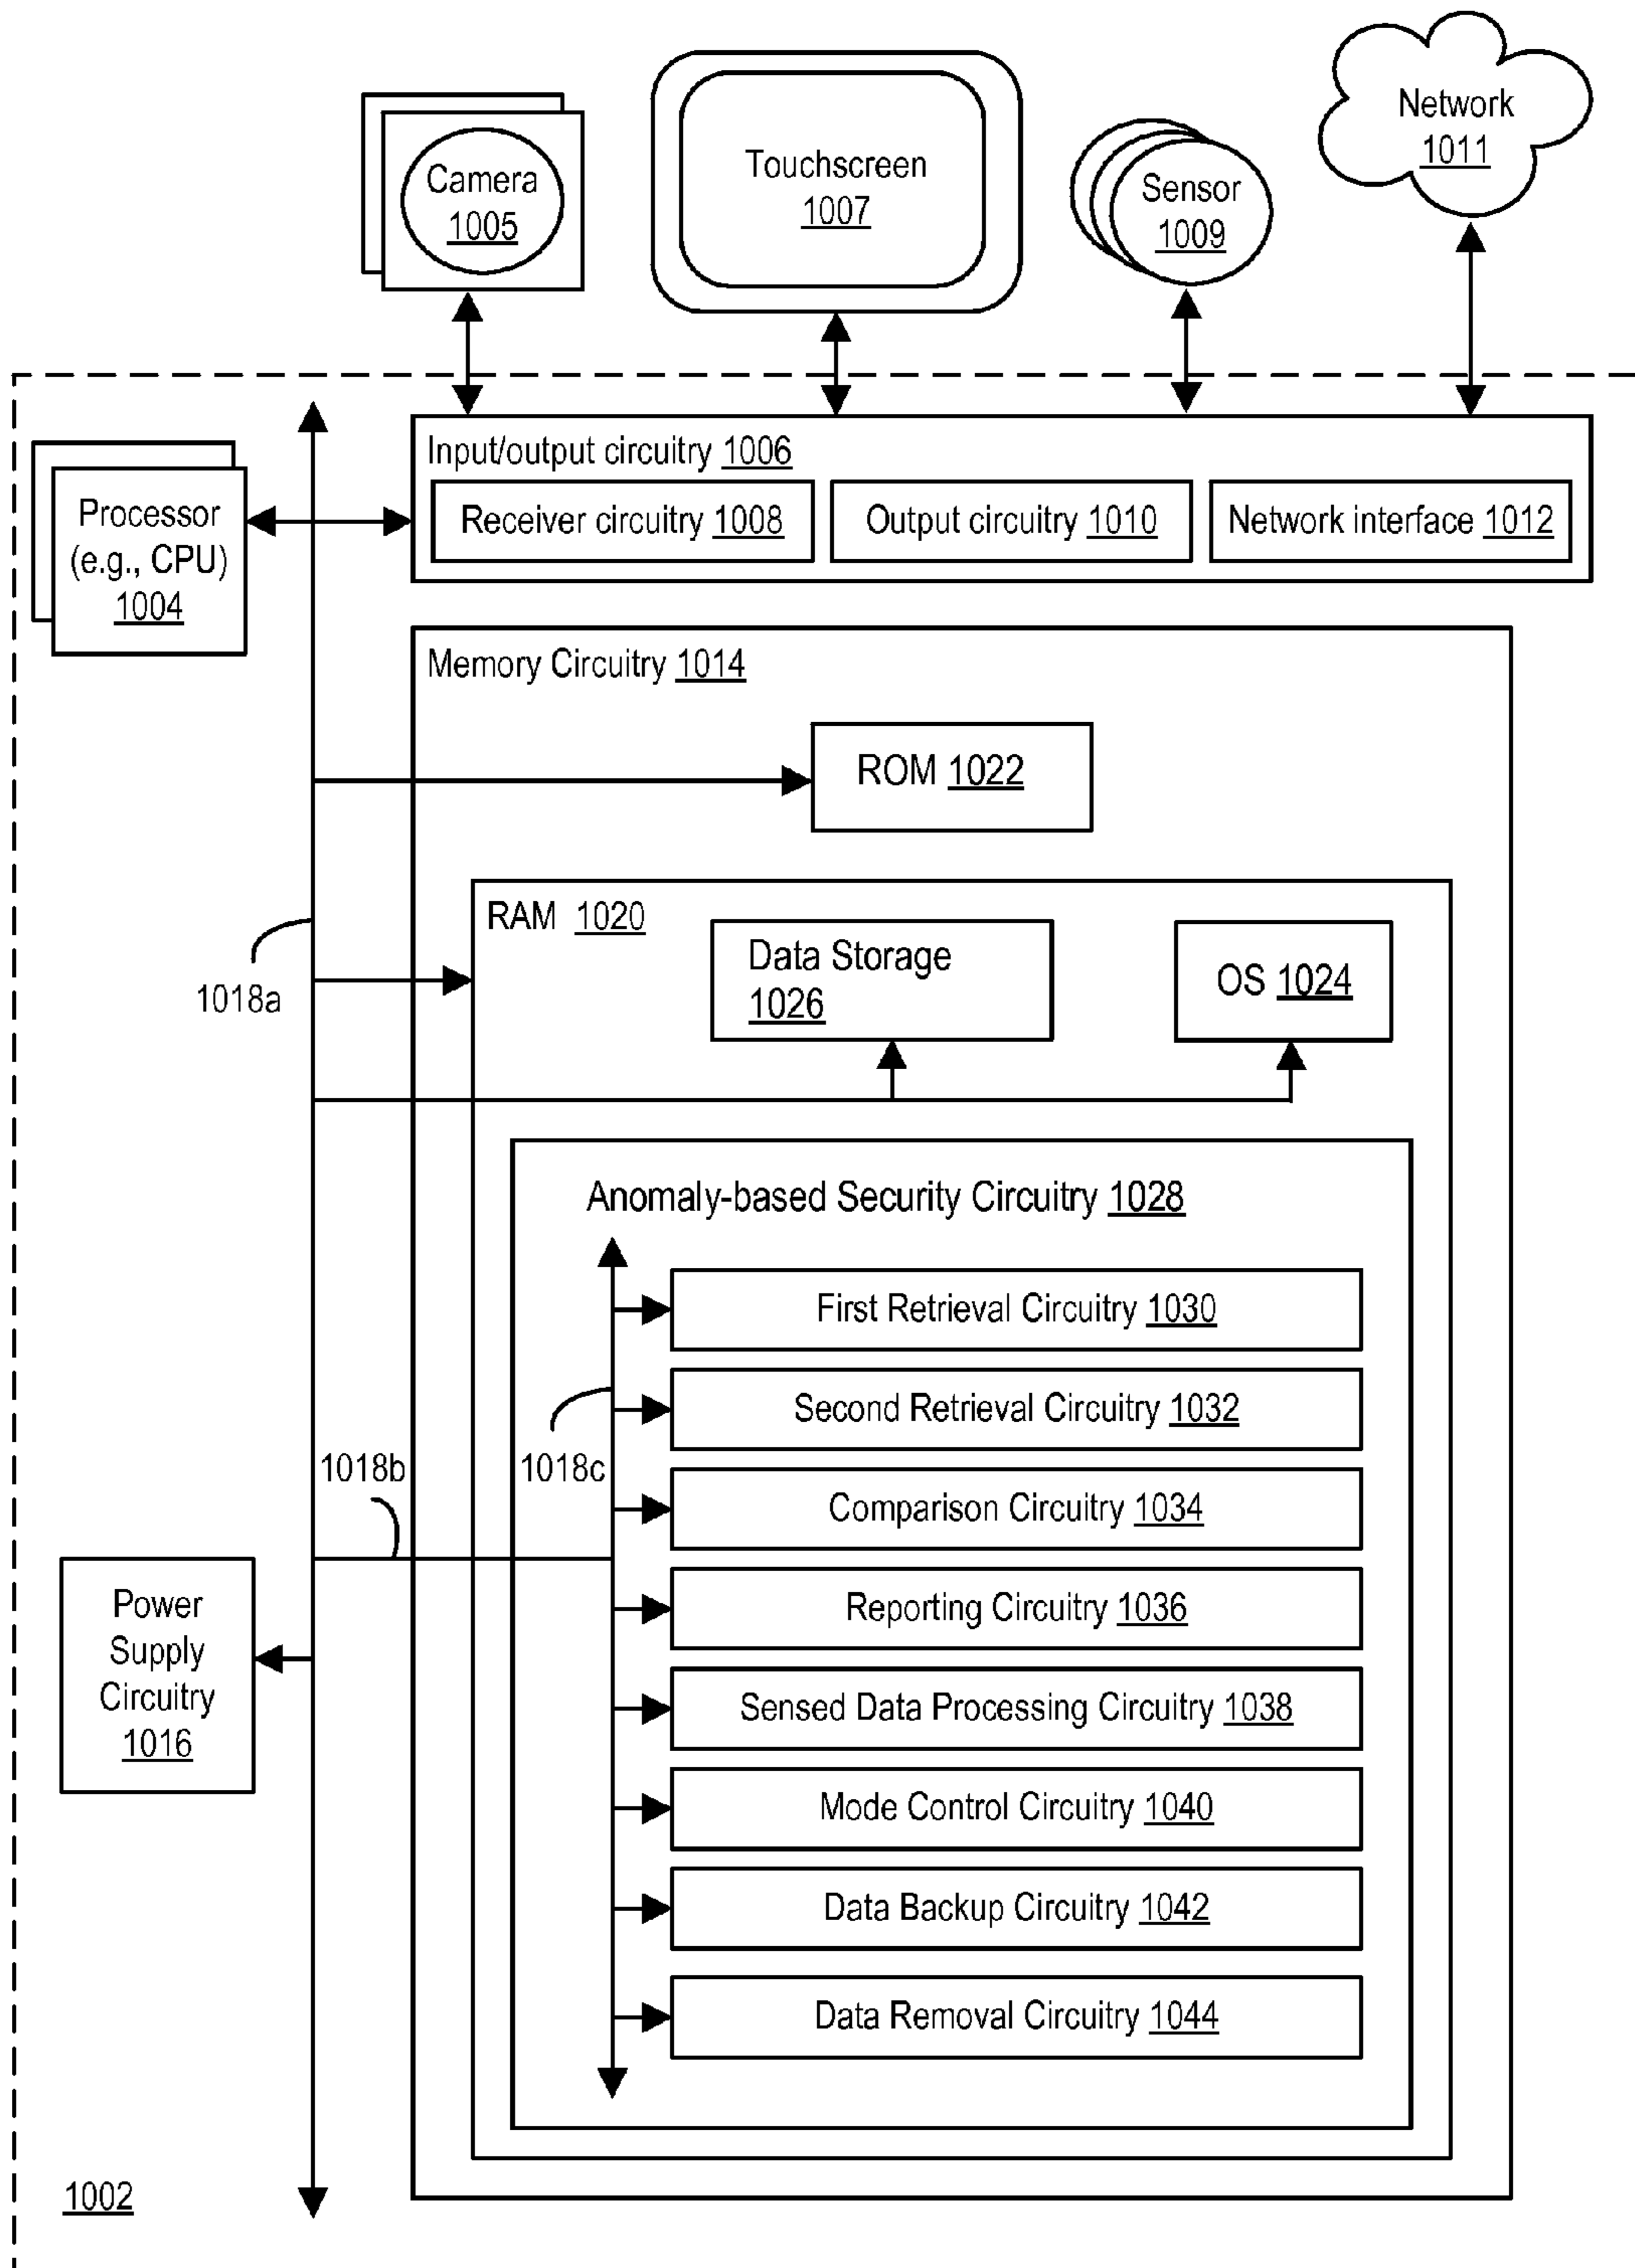 Network
1011
Touchscreen
1007
Camera
1005
Sensor
1009
Input/output circuitry 1006
Receiver circuitry 1008
Output circuitry 1010
Network interface 1012
Processor
(e.g., CPU)
1004
Memory Circuitry 1014
ROM 1022
RAM 1020
Data Storage
1026
OS 1024
1018a
Anomaly-based Security Circuitry 1028
First Retrieval Circuitry 1030
Second Retrieval Circuitry 1032
1018b
1018c
Comparison Circuitry 1034
Reporting Circuitry 1036
Power
Supply
Circuitry
1016
Sensed Data Processing Circuitry 1038
Mode Control Circuitry 1040
Data Backup Circuitry 1042
Data Removal Circuitry 1044
1002